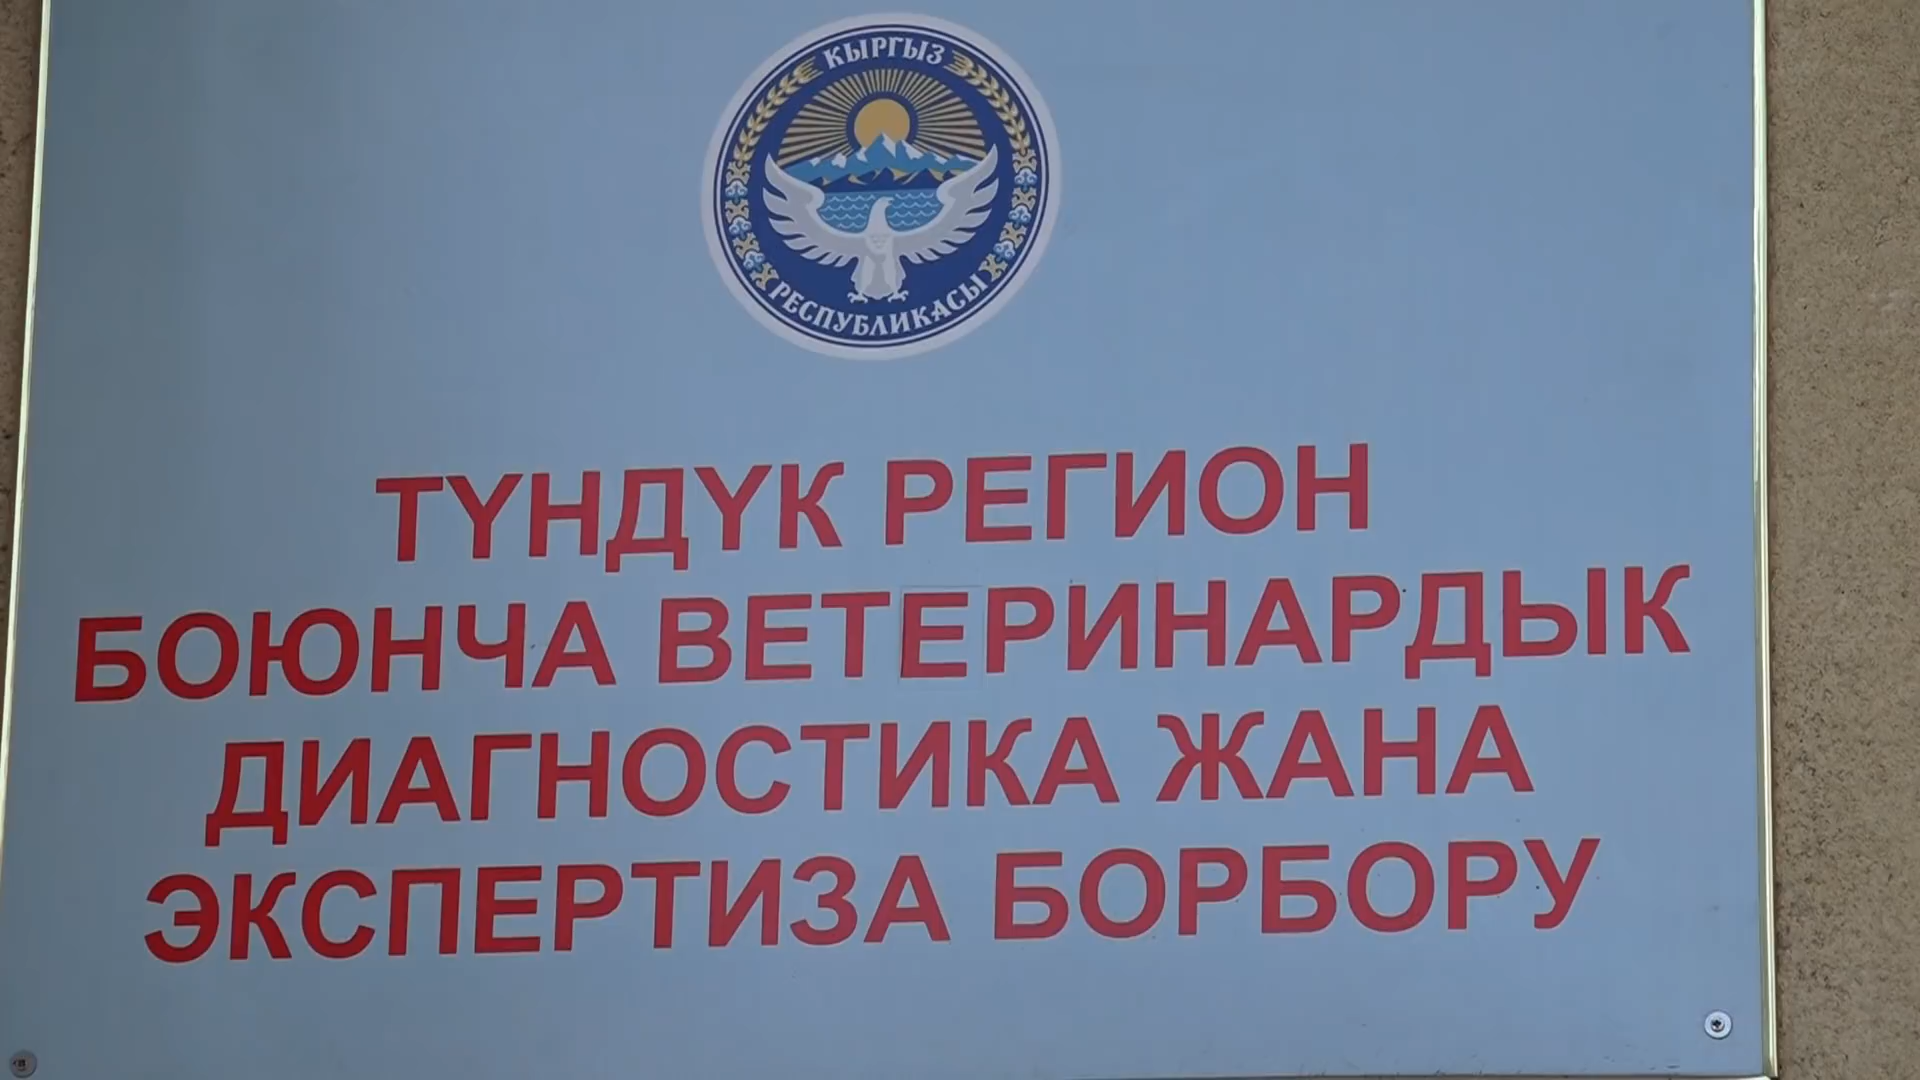 КЫРГЫЗ
РЕСПУБЛИКАСЫ
ТҮНДҮК РЕГИОН
БОЮНЧА ВЕТЕРИНАРДЫК
ДИАГНОСТИКА ЖАНА
ЭКСПЕРТИЗА БОРБОРУ